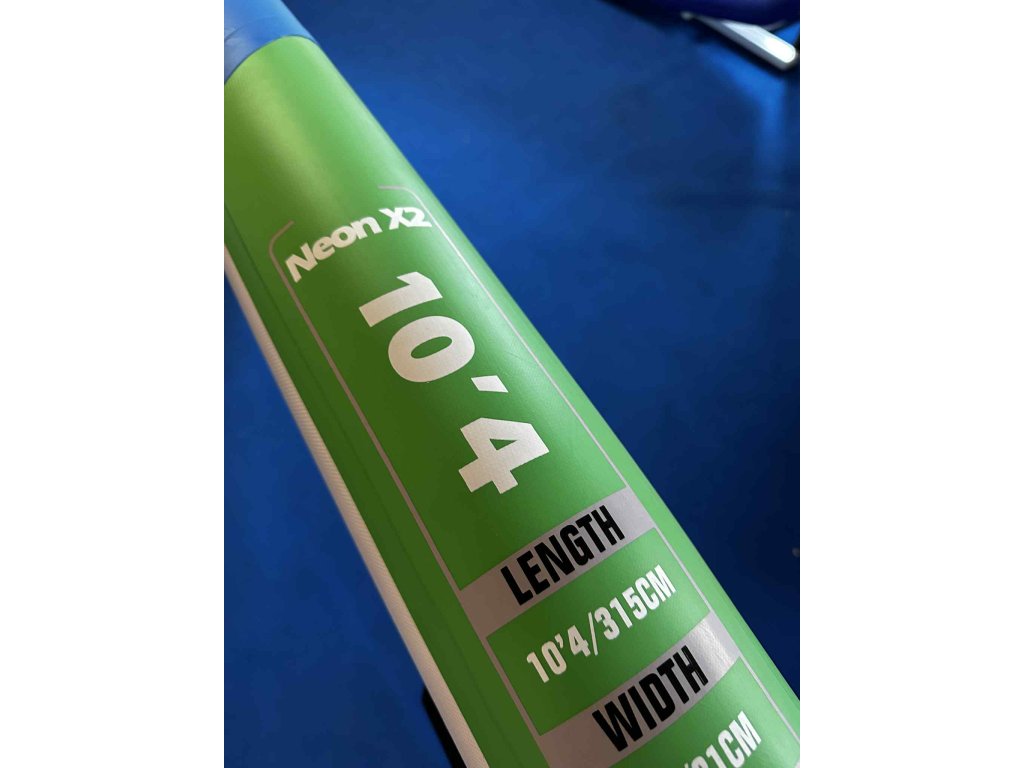 Neon X2
10'4
LENGTH
10'4/315CM
WIDTH